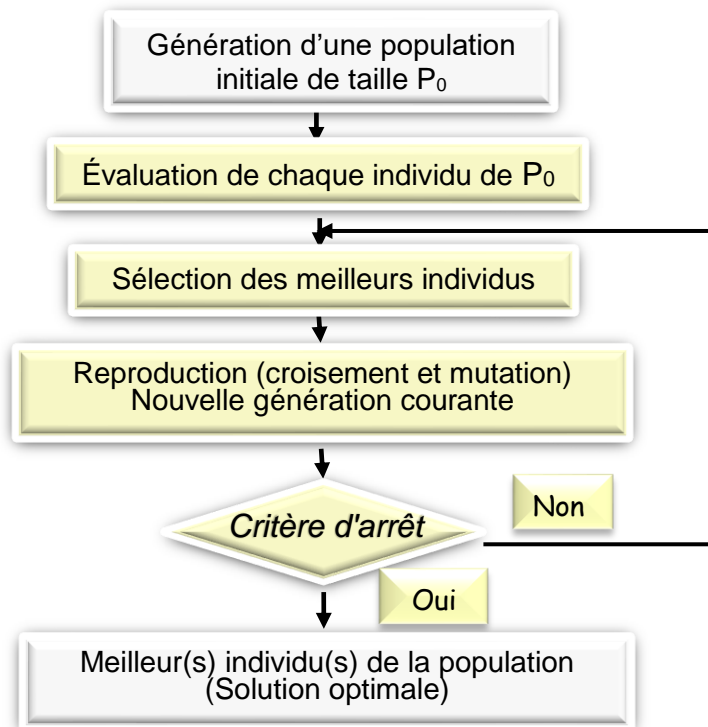 Génération d'une population
initiale de taille P₀
Évaluation de chaque individu de P₀
Sélection des meilleurs individus
Reproduction (croisement et mutation)
Nouvelle génération courante
Critère d'arrêt
Non
Oui
Meilleur(s) individu(s) de la population
(Solution optimale)